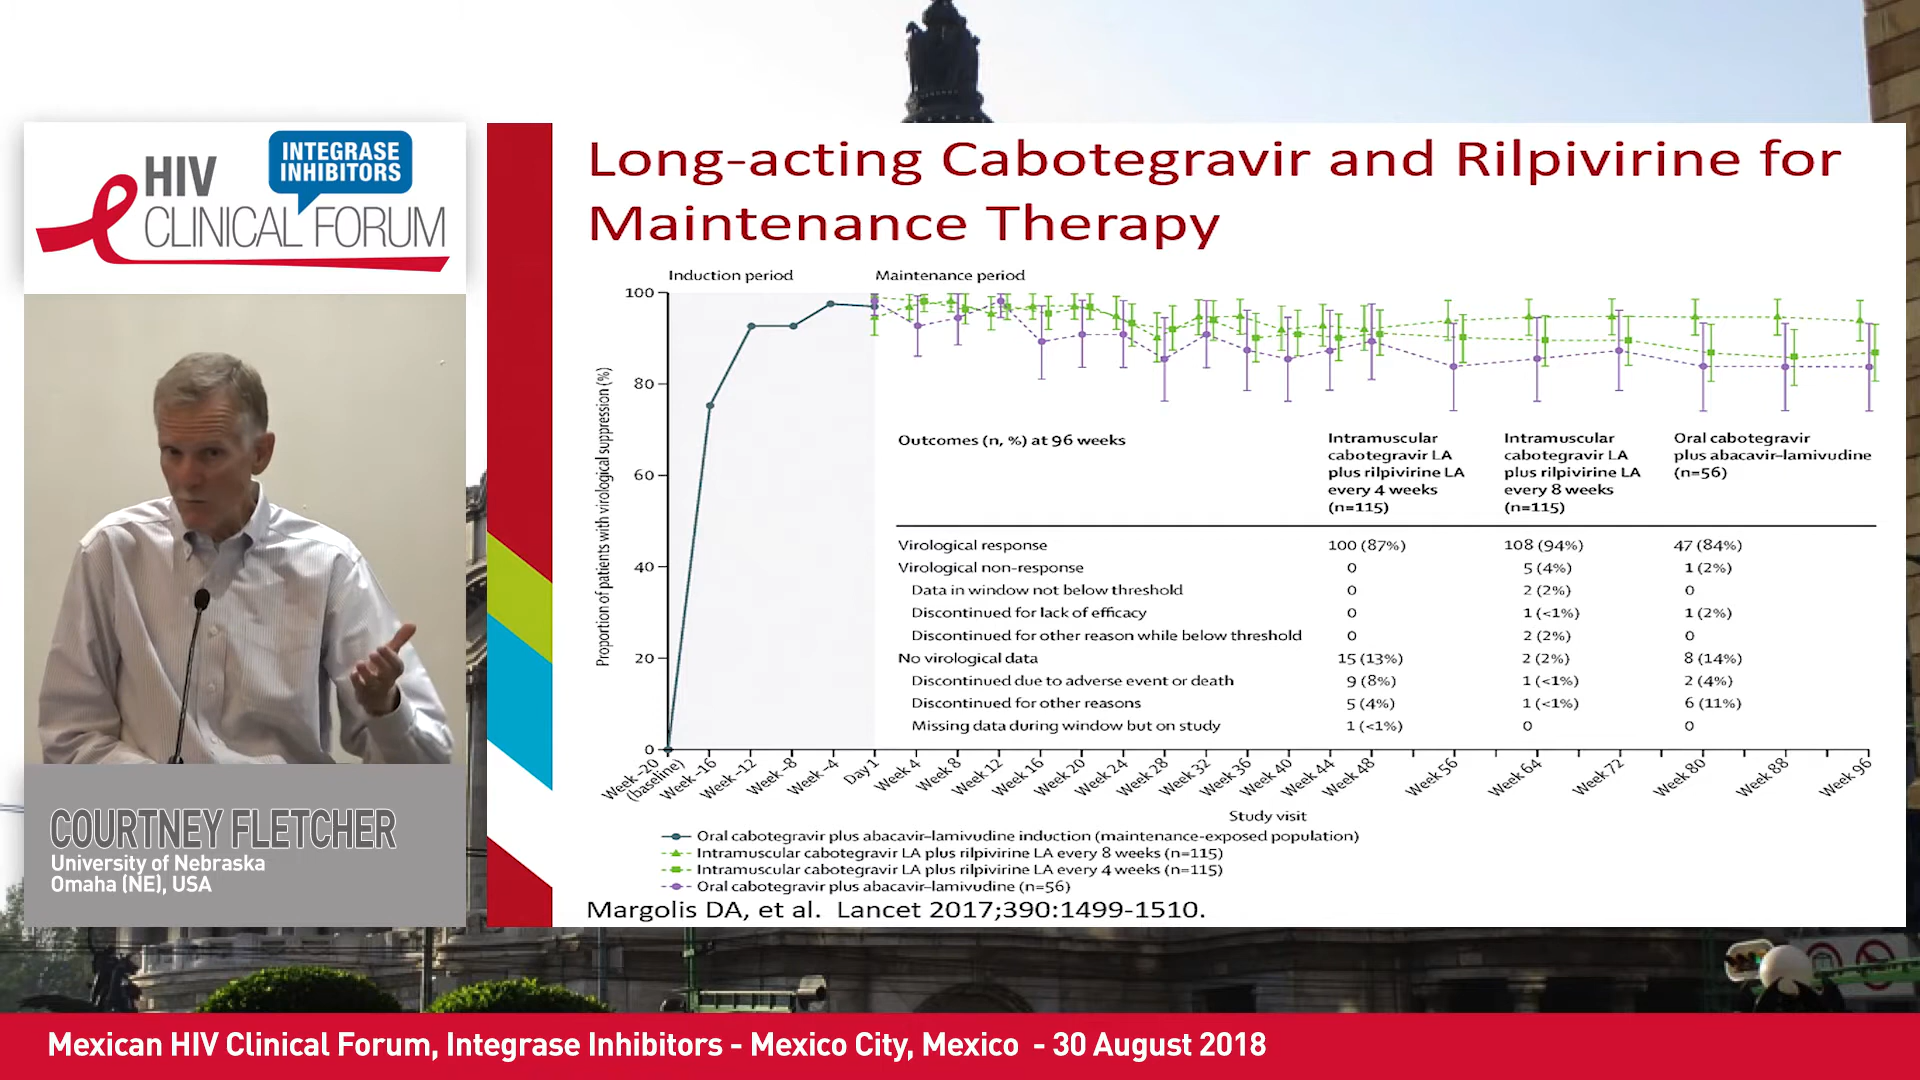 HIV
CLINICAL FORUM
INTEGRASE
INHIBITORS
COURTNEY FLETCHER
University of Nebraska
Omaha (NE), USA
Long-acting Cabotegravir and Rilpivirine for
Maintenance Therapy
Induction period Maintenance period
Proportion of patients with virological suppression (%)
100
80
60
40
20
0
Outcomes (n, %) at 96 weeks
Intramuscular
cabotegravir LA
plus rilpivirine LA
every 4 weeks
(n=115)
Intramuscular
cabotegravir LA
plus rilpivirine LA
every 8 weeks
(n=115)
Oral cabotegravir
plus abacavir–lamivudine
(n=56)
Virological response 100 (87%) 108 (94%) 47 (84%)
Virological non-response 0 5 (4%) 1 (2%)
Data in window not below threshold 0 2 (2%) 0
Discontinued for lack of efficacy 0 1 (<1%) 1 (2%)
Discontinued for other reason while below threshold 0 2 (2%) 0
No virological data 15 (13%) 2 (2%) 8 (14%)
Discontinued due to adverse event or death 9 (8%) 1 (<1%) 2 (4%)
Discontinued for other reasons 5 (4%) 1 (<1%) 6 (11%)
Missing data during window but on study 1 (<1%) 0 0
Week –20
(baseline)
Week –16
Week –12
Week –8
Week –4
Day 1
Week 4
Week 8
Week 12
Week 16
Week 20
Week 24
Week 28
Week 32
Week 36
Week 40
Week 44
Week 48
Week 56
Week 64
Week 72
Week 80
Week 88
Week 96
Study visit
Oral cabotegravir plus abacavir–lamivudine induction (maintenance-exposed population)
Intramuscular cabotegravir LA plus rilpivirine LA every 8 weeks (n=115)
Intramuscular cabotegravir LA plus rilpivirine LA every 4 weeks (n=115)
Oral cabotegravir plus abacavir–lamivudine (n=56)
Margolis DA, et al. Lancet 2017;390:1499-1510.
Mexican HIV Clinical Forum, Integrase Inhibitors - Mexico City, Mexico - 30 August 2018